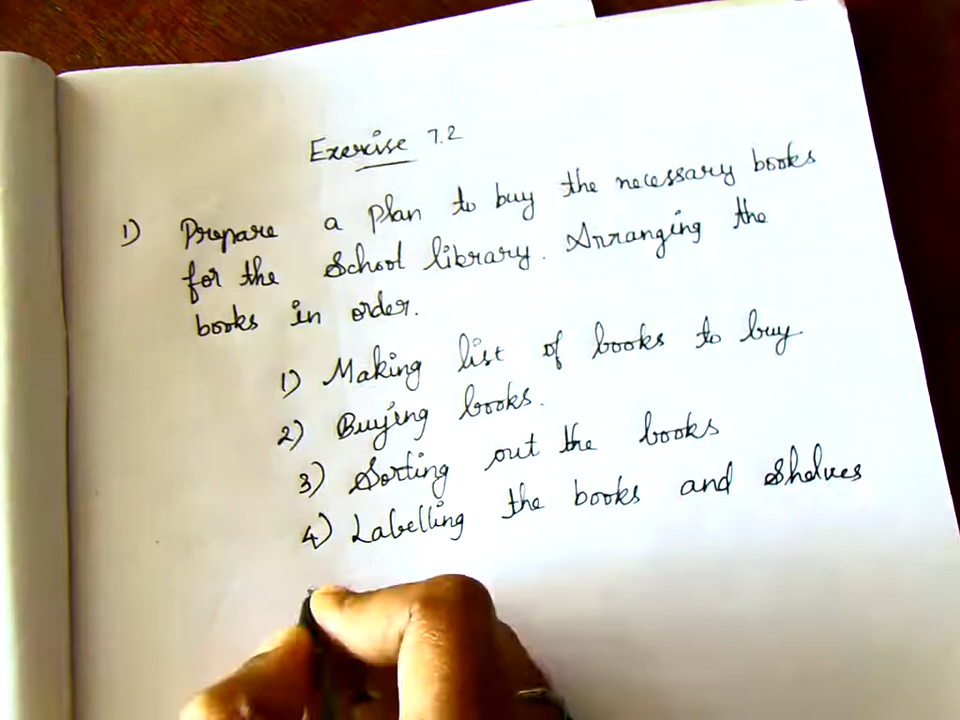 Exercise 7.2
1) Prepare a plan to buy the necessary books
for the School library. Arranging the
books in order.
1) Making list of books to buy
2) Buying books.
3) Sorting out the books
4) Labelling the books and Shelves